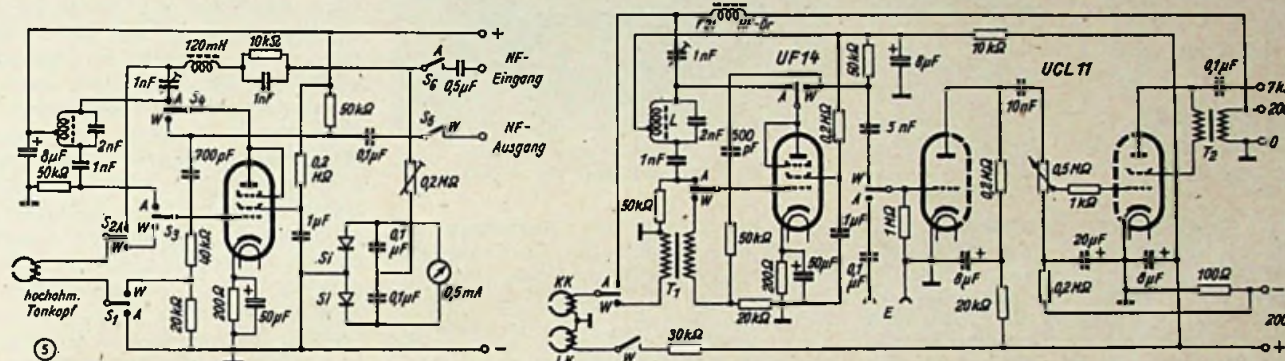 120mH
10kΩ
+
A
NF-
Eingang
S6
0,5μF
1nF
1nF
A
S4
W
50kΩ
S5
W
NF-
Ausgang
0,1μF
2nF
8μF
+
1nF
50kΩ
700pF
0,2
MΩ
0,2MΩ
S2A
W
A
S3
W
40kΩ
1μF
Si
0,1
μF
0,5mA
hochohm.
Tonkopf
W
S1
A
20kΩ
200Ω
+
50μF
Si
0,1μF
-
5
1nF
UF14
50kΩ
+
8μF
10kΩ
UCL11
0,1μF
200
0
T2
A
W
L
2nF
500
pF
0,2MΩ
5nF
10nF
1nF
A
W
W
A
0,2MΩ
0,5MΩ
1kΩ
50kΩ
50kΩ
1μF
1MΩ
T1
KK
A
W
200Ω
+
50μF
0,1
μF
E
8μF
+
20μF
+
8μF
+
20kΩ
20kΩ
0,2MΩ
100Ω
-
200
+
LK
W
30kΩ